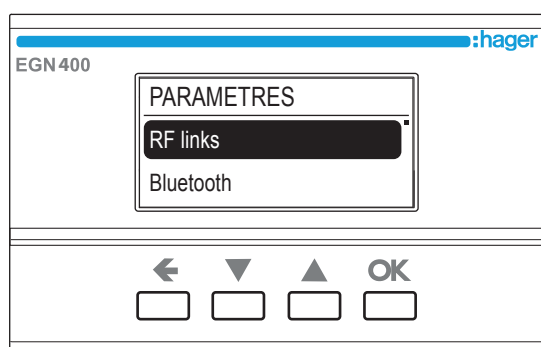 :hager
EGN400
PARAMETRES
RF links
Bluetooth
OK